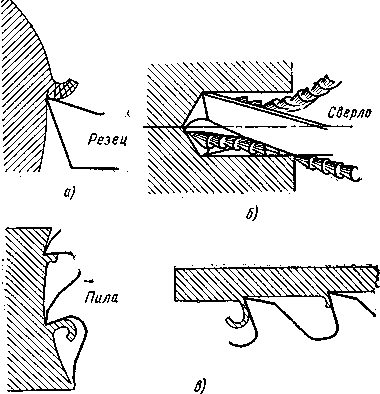 Резец
а)
Сверло
б)
Пила
в)